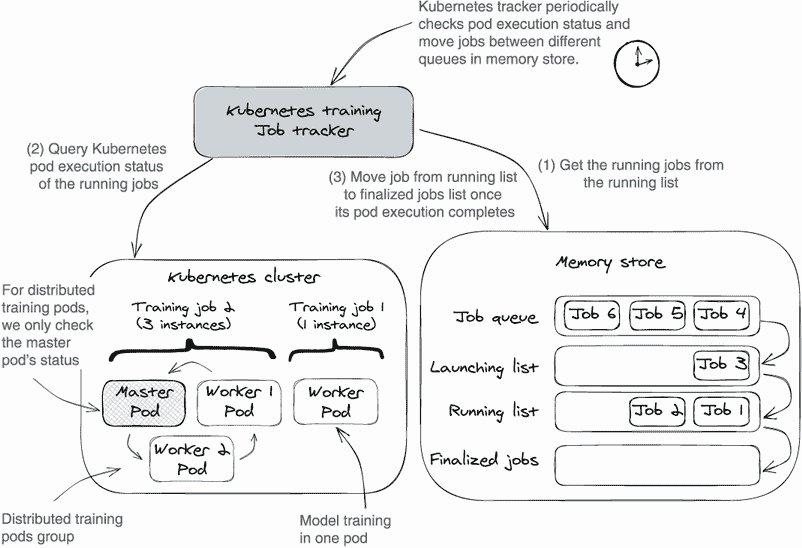 Kubernetes tracker periodically
checks pod execution status and
move jobs between different
queues in memory store.
Kubernetes training
Job tracker
(2) Query Kubernetes
pod execution status
of the running jobs
(3) Move job from running list
to finalized jobs list once
its pod execution completes
(1) Get the running jobs from
the running list
Kubernetes cluster
For distributed
training pods,
we only check
the master
pod's status
Training job 2
(3 instances)
Training job 1
(1 instance)
Master
Pod
Worker 1
Pod
Worker
Pod
Worker 2
Pod
Distributed training
pods group
Model training
in one pod
Memory store
Job queue
Job 6
Job 5
Job 4
Launching list
Job 3
Running list
Job 2
Job 1
Finalized jobs